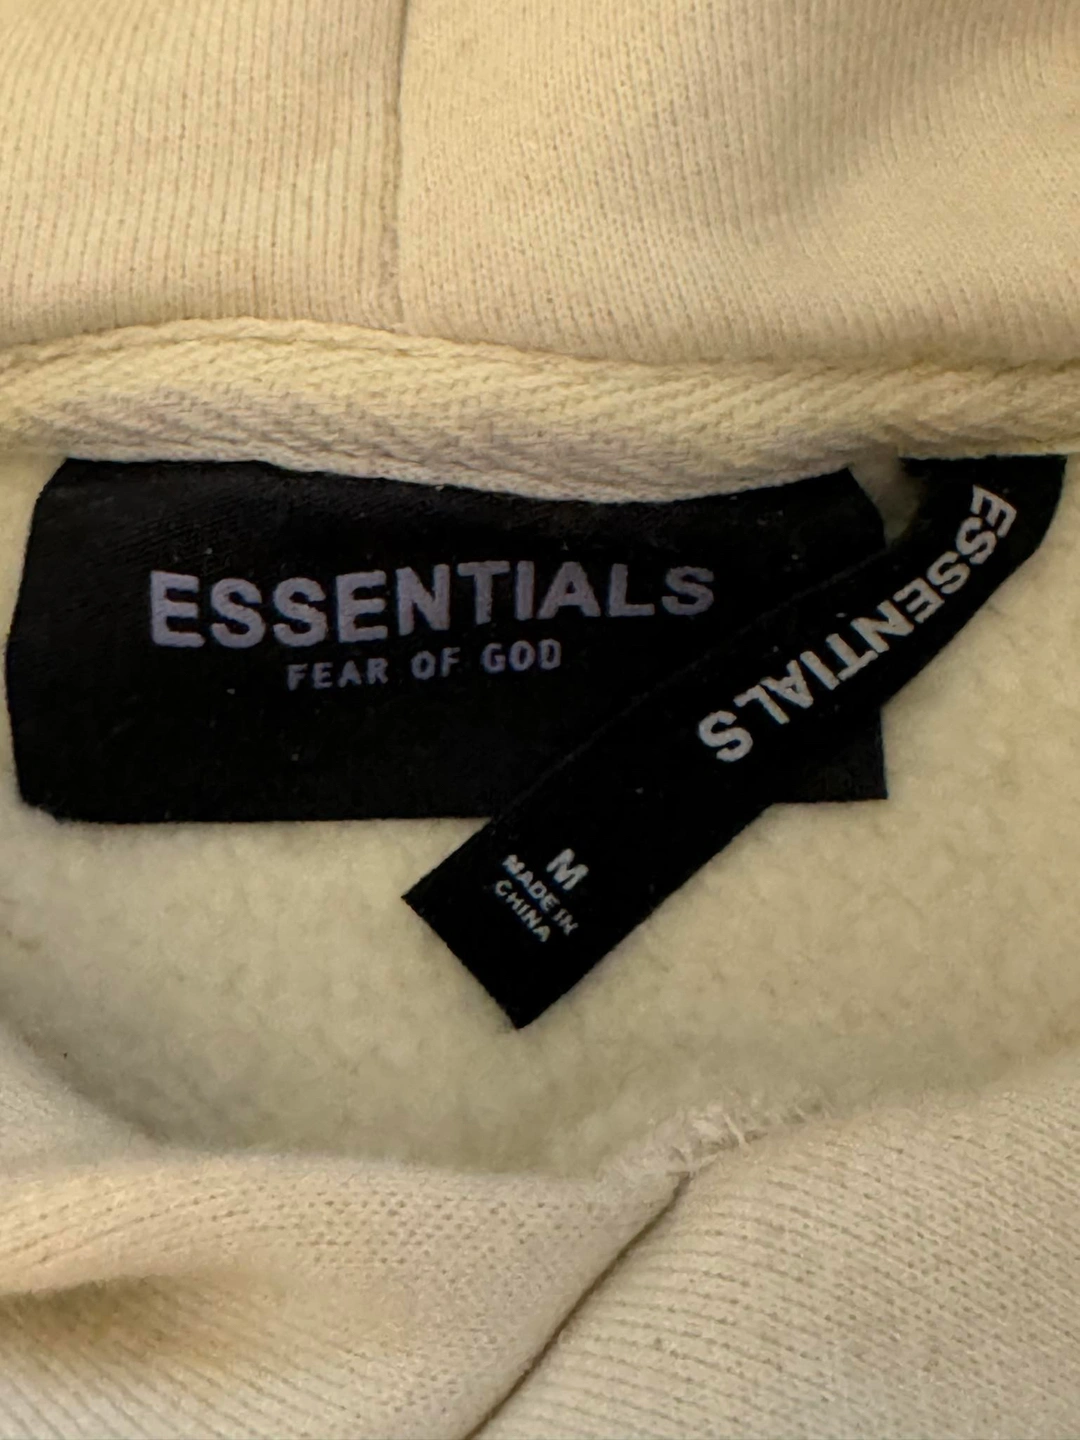 ESSENTIALS
FEAR OF GOD
ESSENTIALS
M
MADE IN
CHINA